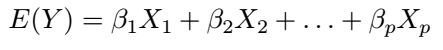 E(Y) = β₁X₁ + β₂X₂ + … + βₚXₚ